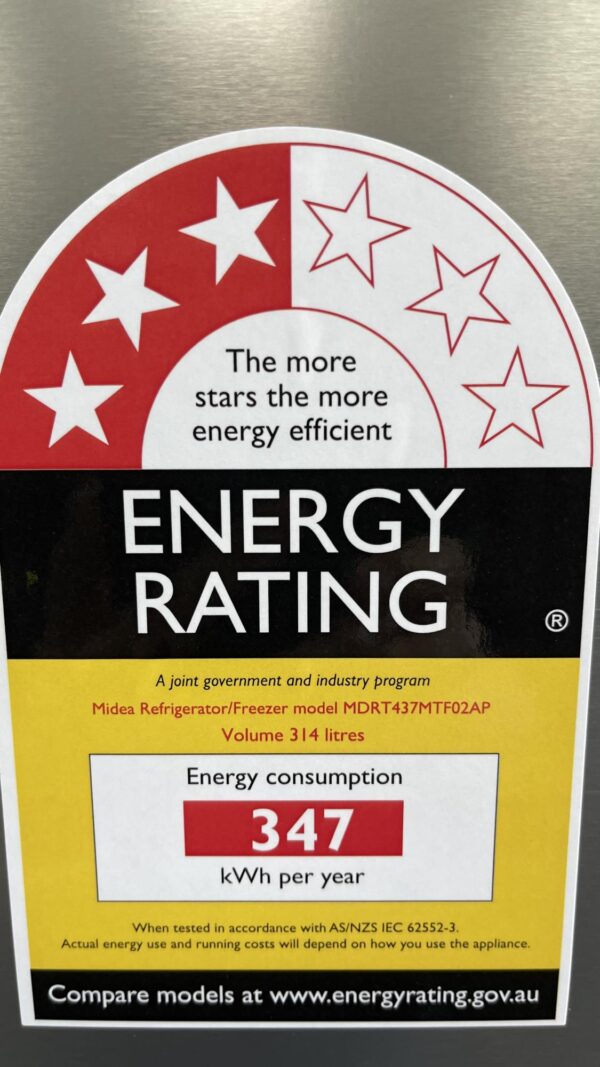 The more
stars the more
energy efficient
ENERGY
RATING
®
A joint government and industry program
Midea Refrigerator/Freezer model MDRT437MTF02AP
Volume 314 litres
Energy consumption
347
kWh per year
When tested in accordance with AS/NZS IEC 62552-3.
Actual energy use and running costs will depend on how you use the appliance.
Compare models at www.energyrating.gov.au